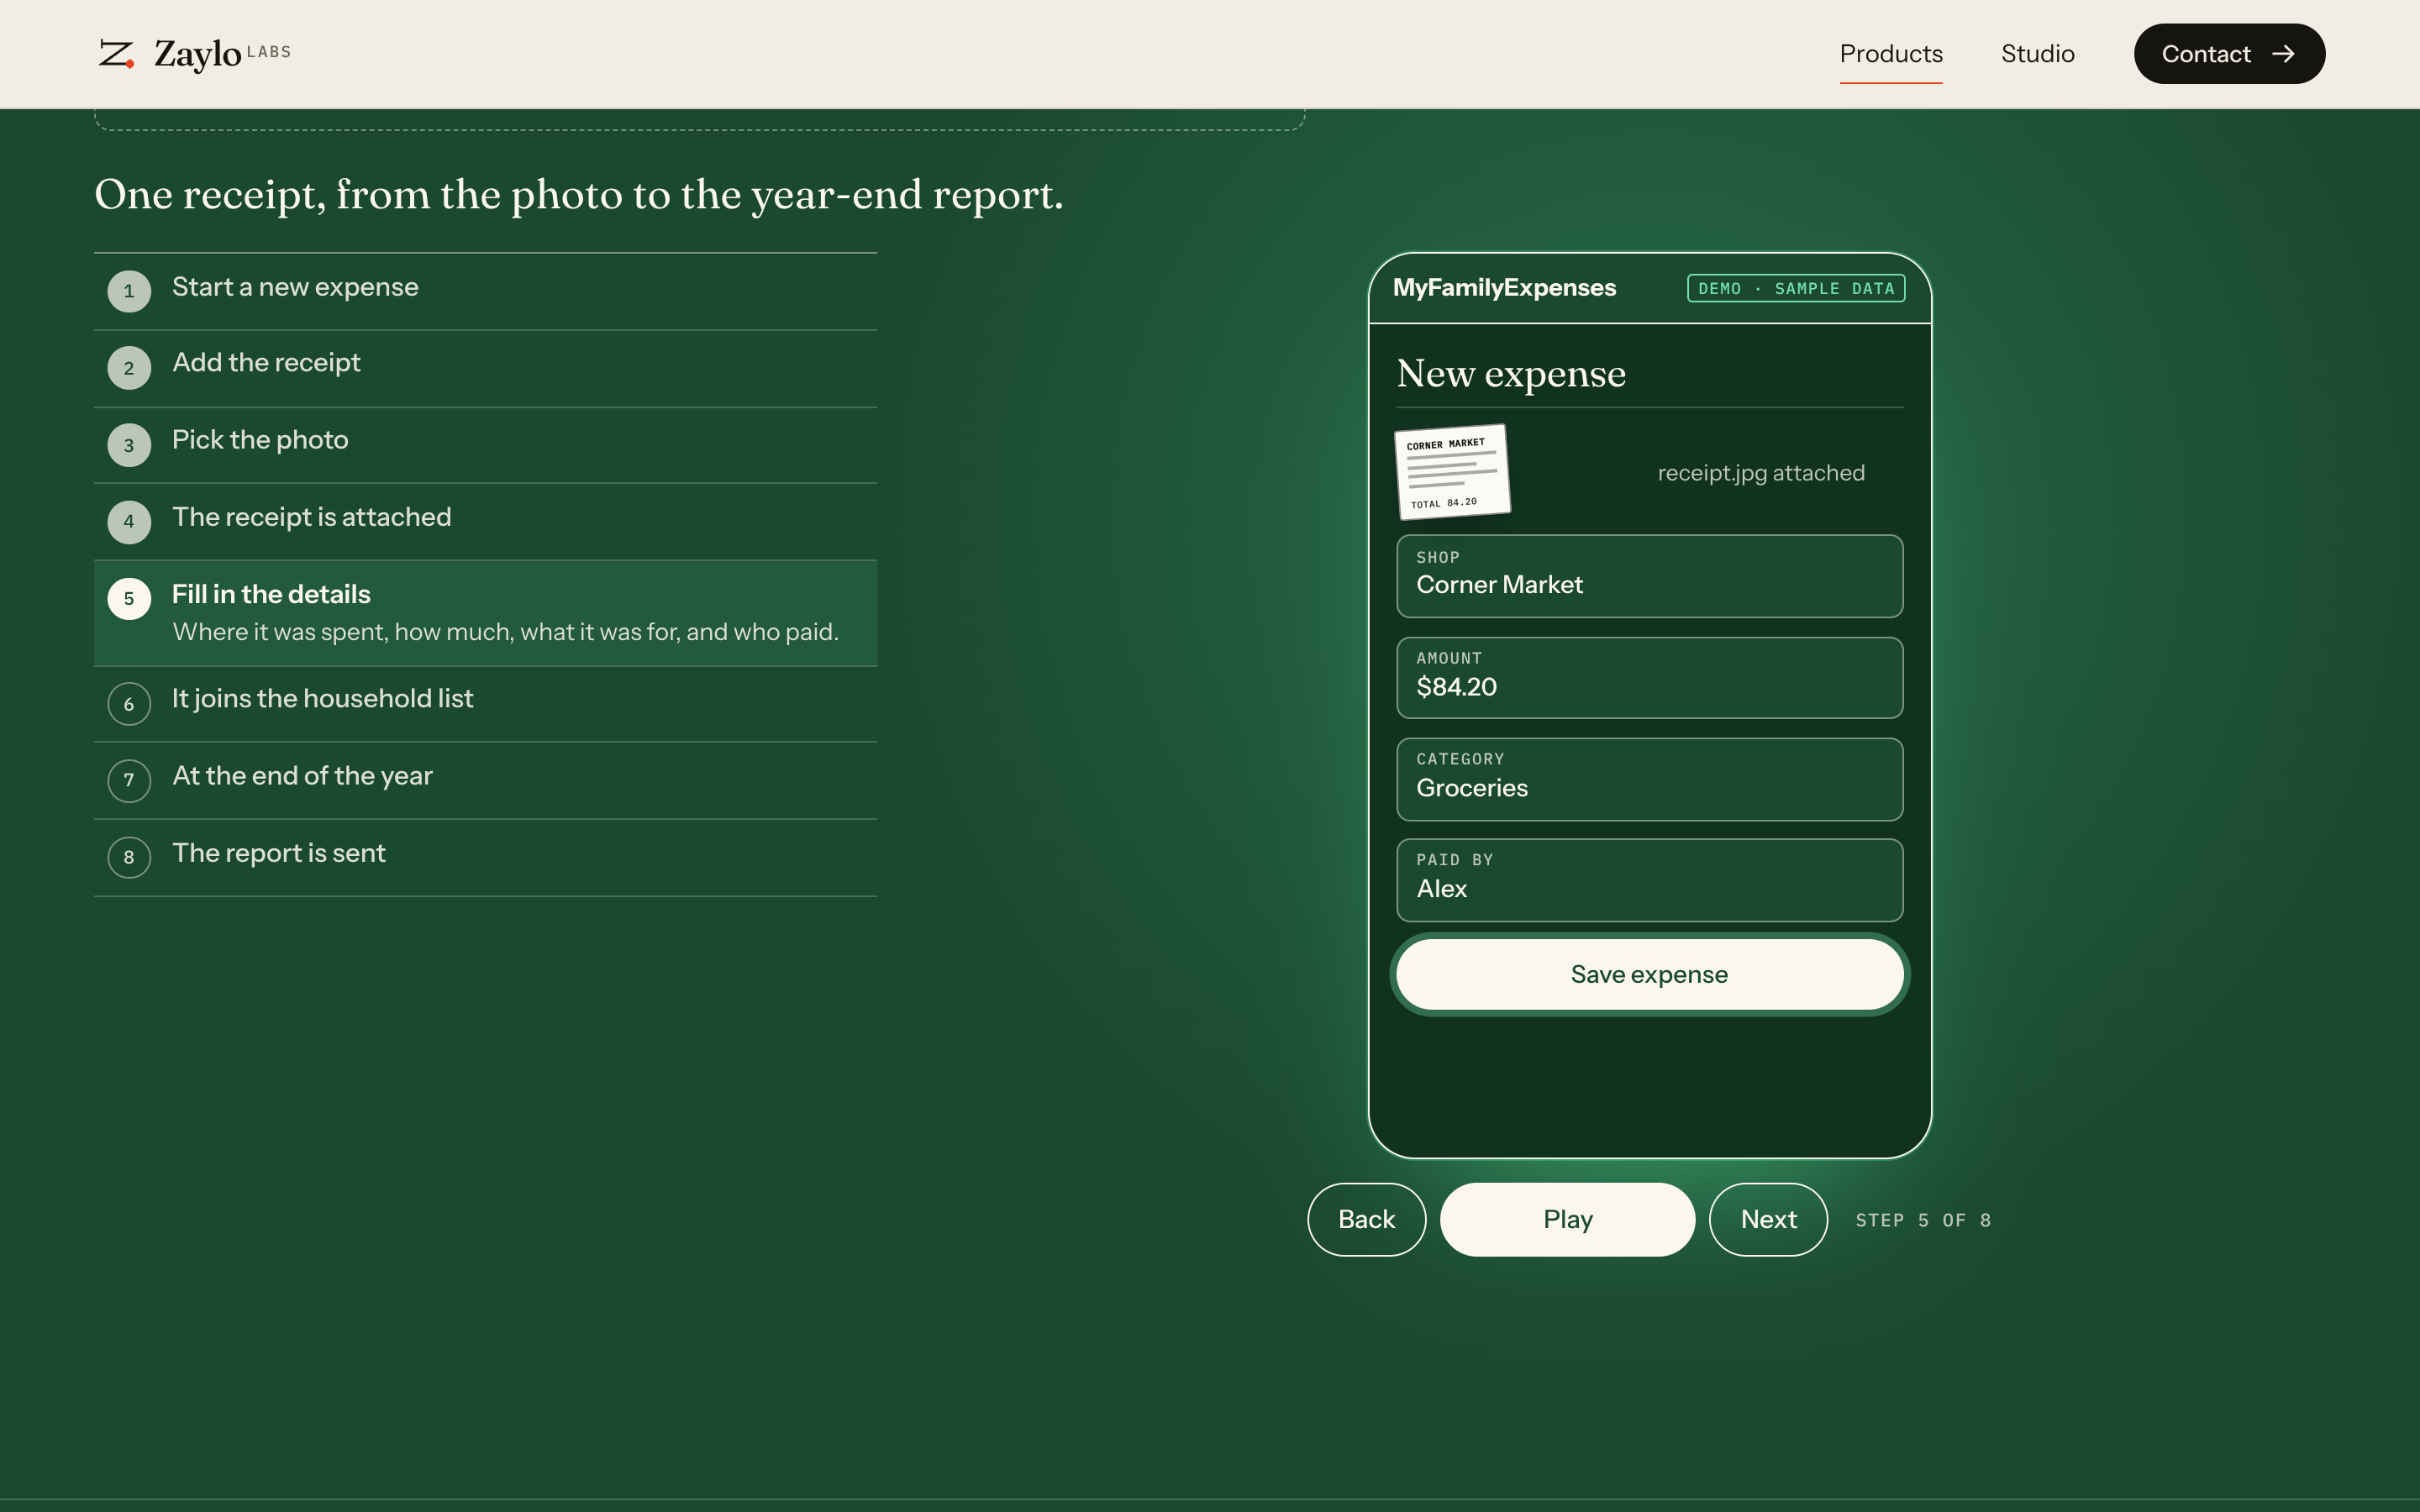 Zaylo LABS
Products
Studio
Contact
One receipt, from the photo to the year-end report.
1 Start a new expense
2 Add the receipt
3 Pick the photo
4 The receipt is attached
5 Fill in the details
Where it was spent, how much, what it was for, and who paid.
6 It joins the household list
7 At the end of the year
8 The report is sent
MyFamilyExpenses
DEMO · SAMPLE DATA
New expense
CORNER MARKET
TOTAL 84.20
receipt.jpg attached
SHOP
Corner Market
AMOUNT
$84.20
CATEGORY
Groceries
PAID BY
Alex
Save expense
Back
Play
Next
STEP 5 OF 8